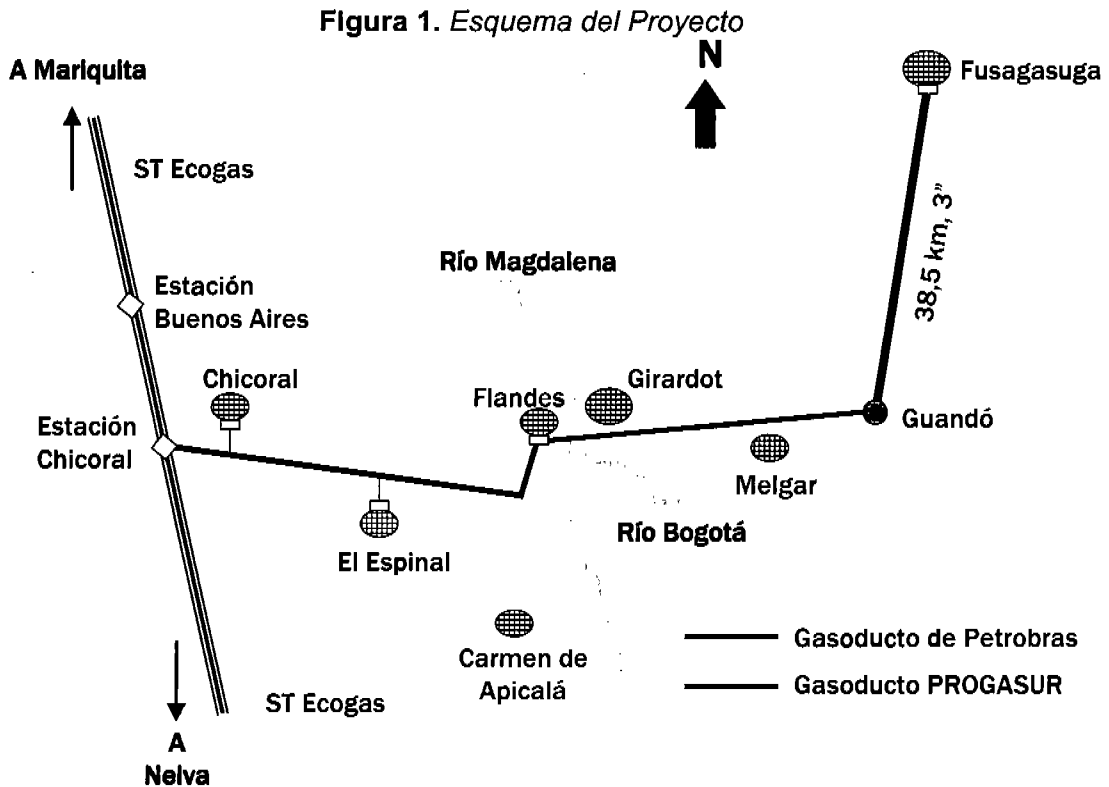 Figura 1. Esquema del Proyecto
N
A Mariquita
Fusagasuga
ST Ecogas
38,5 km, 3"
Río Magdalena
Estación
Buenos Aires
Chicoral
Girardot
Flandes
Estación
Chicoral
Guandó
Melgar
Río Bogotá
El Espinal
Carmen de
Apicalá
Gasoducto de Petrobras
Gasoducto PROGASUR
ST Ecogas
A
Neiva